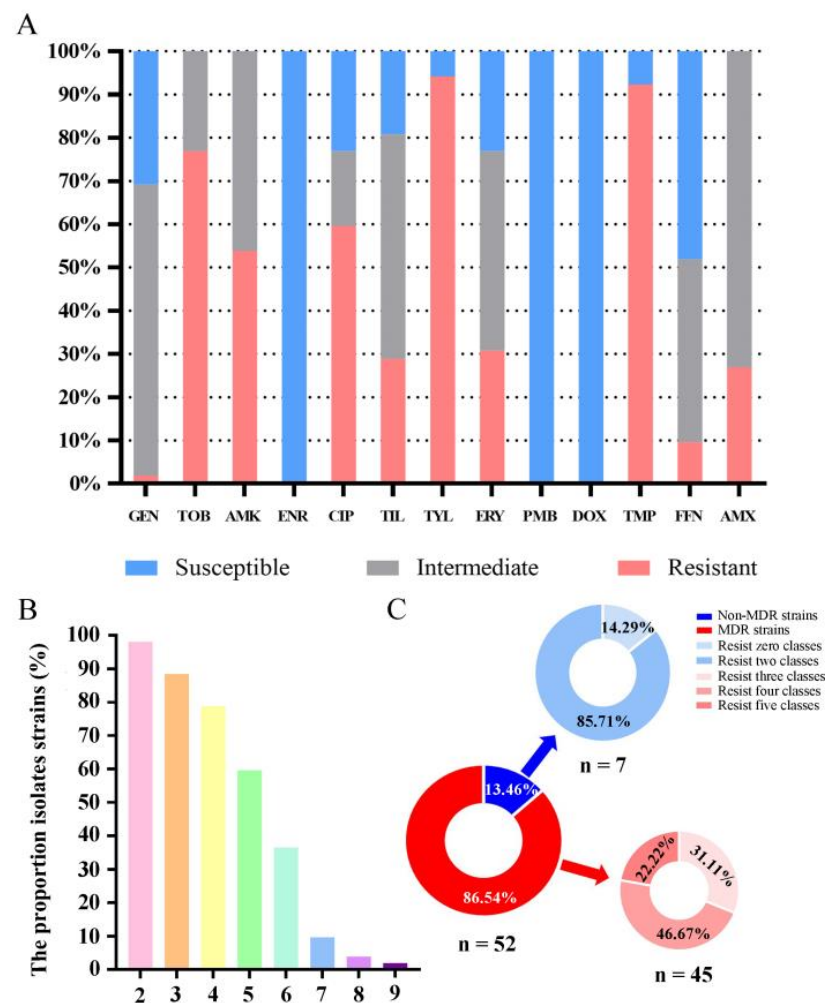 A
100%
90%
80%
70%
60%
50%
40%
30%
20%
10%
0%
GEN TOB AMK ENR CIP TIL TYL ERY PMB DOX TMP FFN AMX
Susceptible Intermediate Resistant
B
The proportion isolates strains (%)
100
90
80
70
60
50
40
30
20
10
0
2 3 4 5 6 7 8 9
C
14.29%
85.71%
n = 7
Non-MDR strains
MDR strains
Resist zero classes
Resist two classes
Resist three classes
Resist four classes
Resist five classes
13.46%
86.54%
n = 52
22.22%
31.11%
46.67%
n = 45